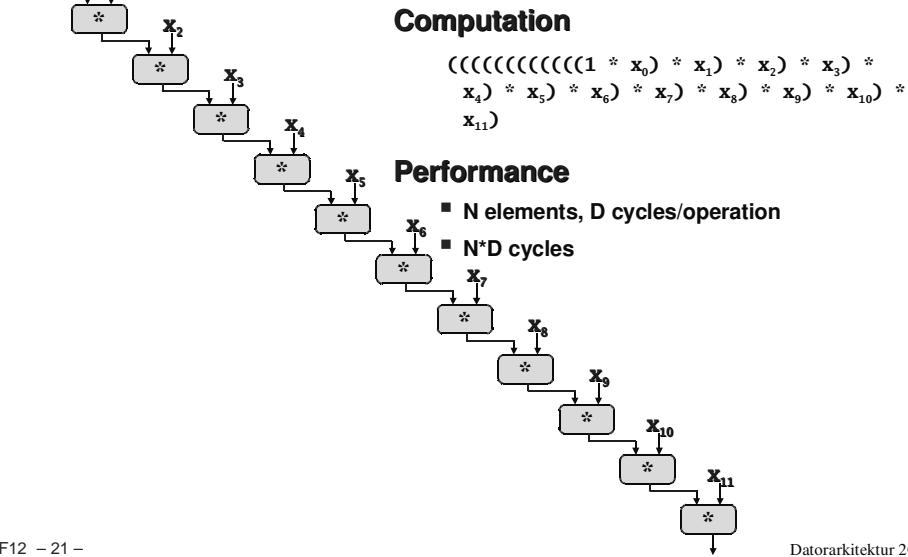 Computation
((((((((((((1 * x0) * x1) * x2) * x3) *
x4) * x5) * x6) * x7) * x8) * x9) * x10) *
x11)
Performance
■ N elements, D cycles/operation
■ N*D cycles
*
x2
*
x3
*
x4
*
x5
*
x6
*
x7
*
x8
*
x9
*
x10
*
x11
*
F12 – 21 –
Datorarkitektur